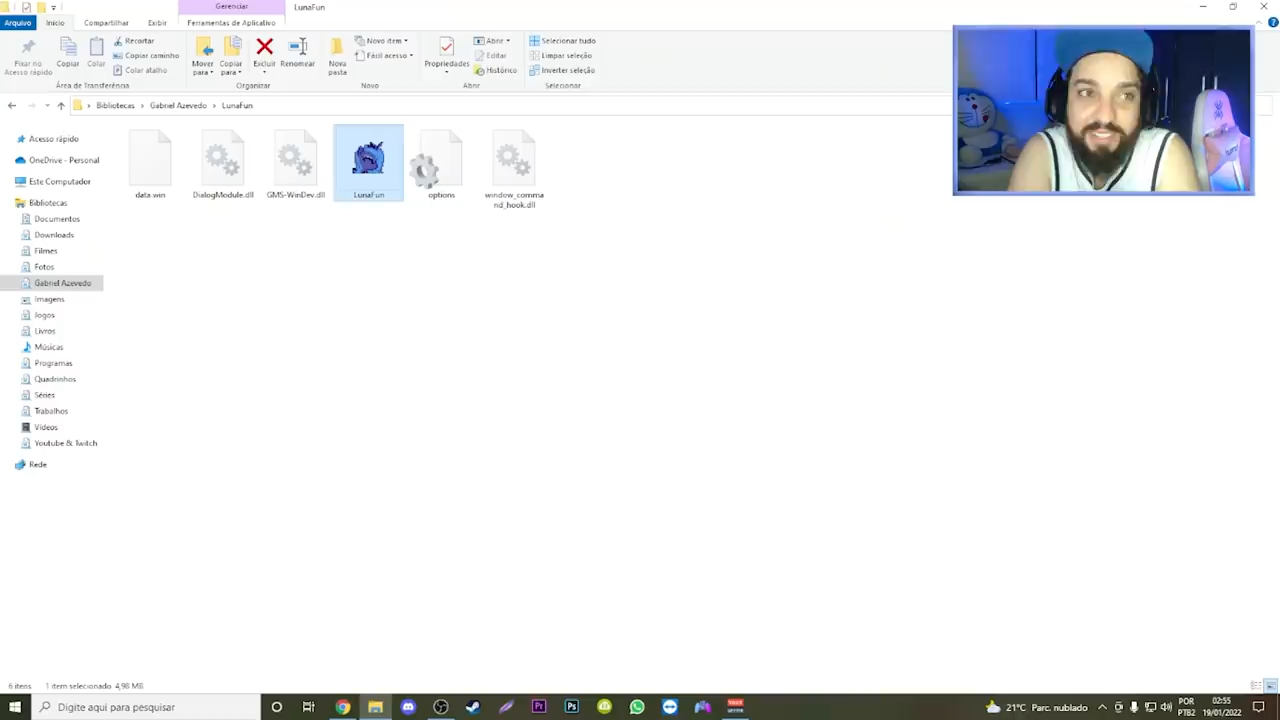 Gerenciar
LunaFun
Arquivo
Início
Compartilhar
Exibir
Ferramentas de Aplicativo
Fixar no
Acesso rápido
Copiar
Colar
Recortar
Copiar caminho
Colar atalho
Mover
para
Copiar
para
Excluir
Renomear
Nova
pasta
Novo item
Fácil acesso
Propriedades
Abrir
Editar
Histórico
Selecionar tudo
Limpar seleção
Inverter seleção
Área de Transferência
Organizar
Novo
Abrir
Selecionar
Bibliotecas > Gabriel Azevedo > LunaFun
Acesso rápido
OneDrive - Personal
Este Computador
Bibliotecas
Documentos
Downloads
Filmes
Fotos
Gabriel Azevedo
Imagens
Jogos
Livros
Músicas
Programas
Quadrinhos
Séries
Trabalhos
Vídeos
Youtube & Twitch
Rede
data.win
DialogModule.dll
GMS-WinDev.dll
LunaFun
options
window_comma
nd_hook.dll
6 itens
1 item selecionado 4,98 MB
Digite aqui para pesquisar
Pr
Ps
21°C Parc. nublado
POR
PTB2
02:55
19/01/2022